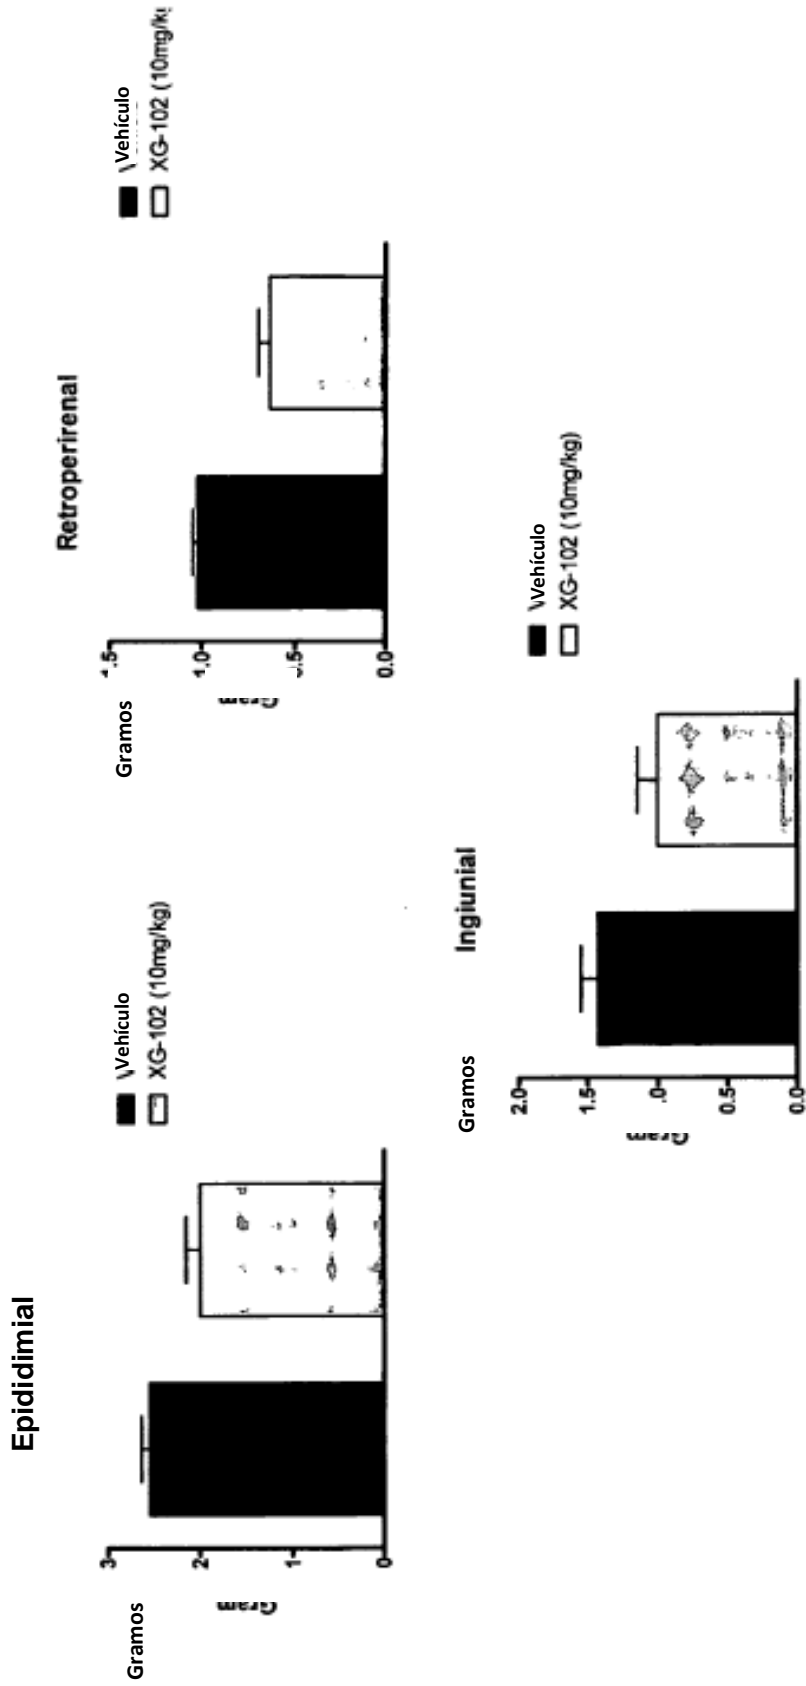 Epididimial
Gramos
Gram
3
2
1
0
Vehículo
XG-102 (10mg/kg)
Retroperirenal
Gramos
Gram
1.5
1.0
0.0
Vehículo
XG-102 (10mg/k
Ingiunial
Gramos
Gram
2.0
1.5
.0
0.5
0.0
Vehículo
XG-102 (10mg/kg)